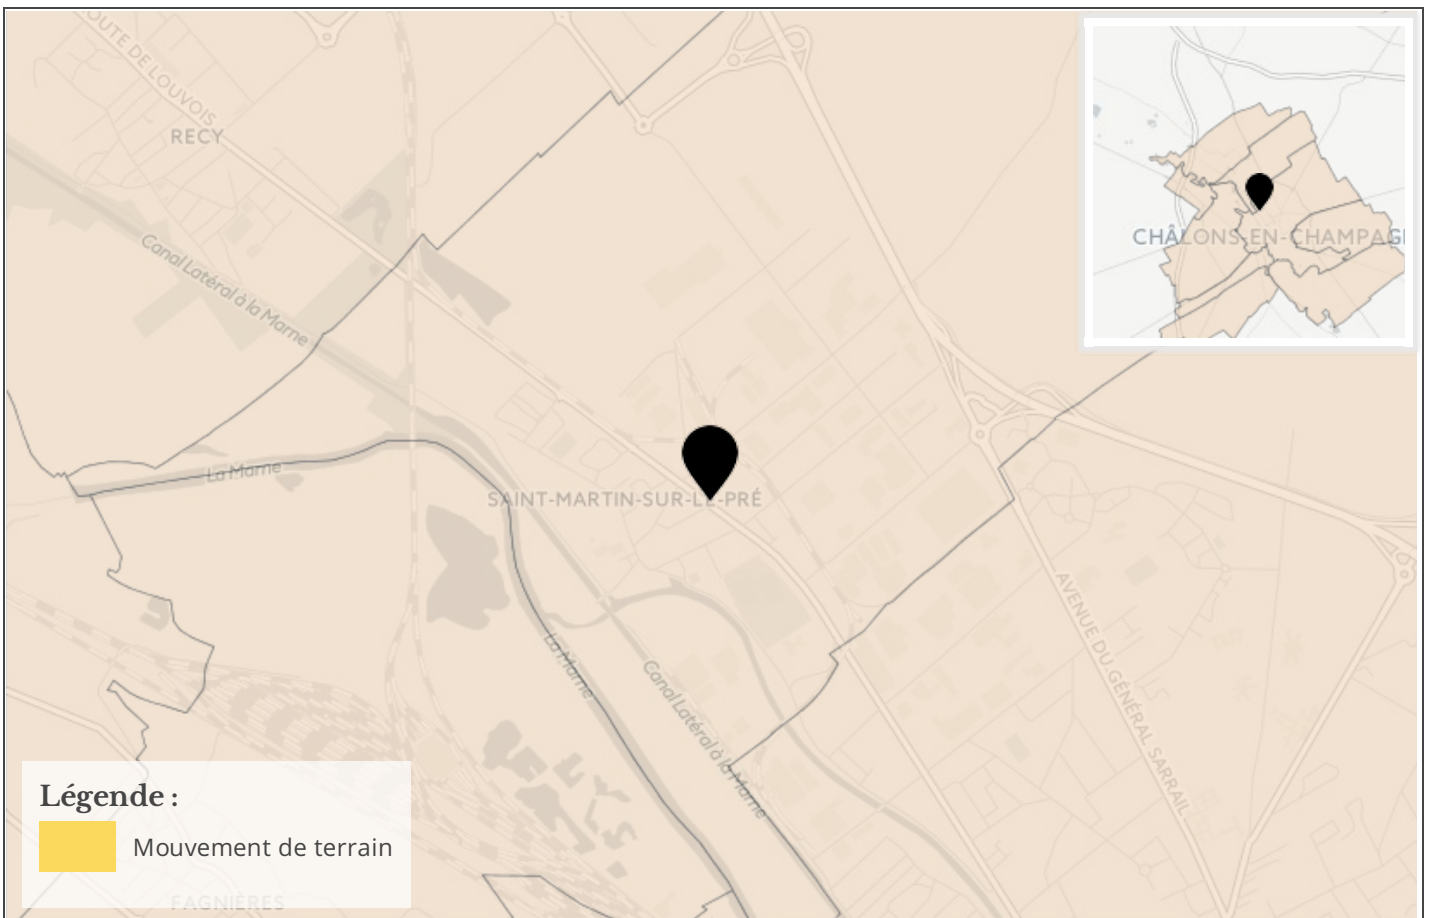 ROUTE DE LOUVOIS
RECY
Canal Latéral à la Marne
CHÂLONS-EN-CHAMPAG
La Marne
SAINT-MARTIN-SUR-LE-PRÉ
AVENUE DU GÉNÉRAL SARRAIL
La Marne
Canal Latéral à la Marne
Légende :
Mouvement de terrain
FAGNIÈRES